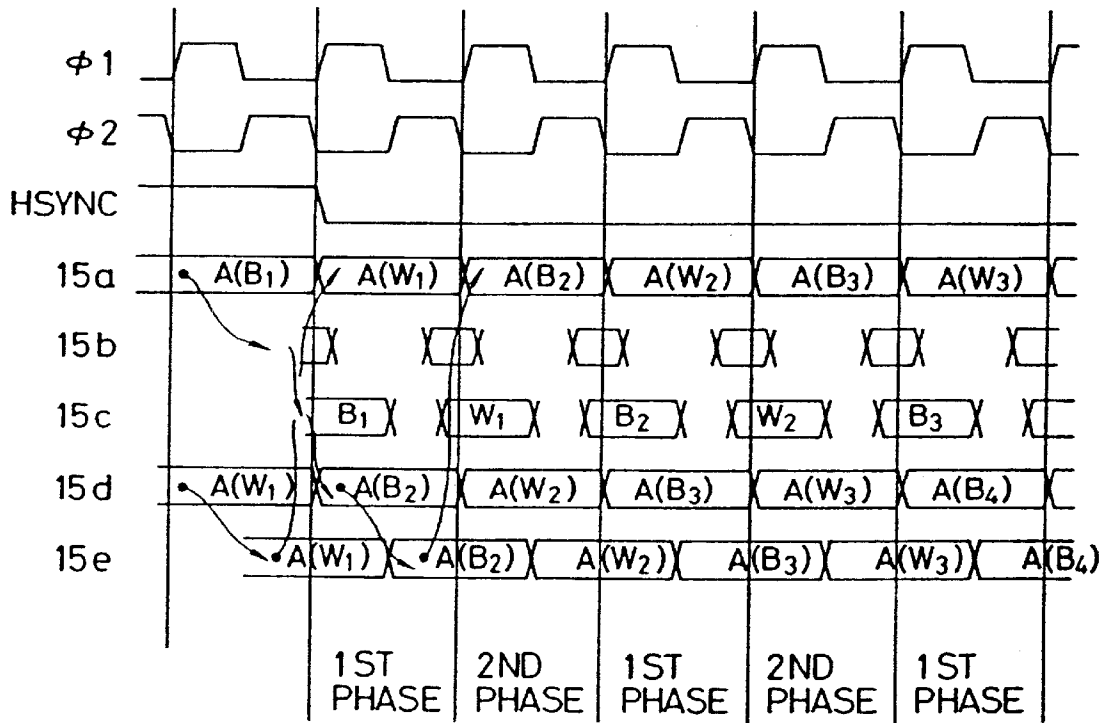 ϕ1
ϕ2
HSYNC
15a A(B₁) A(W₁) A(B₂) A(W₂) A(B₃) A(W₃)
15b
15c B₁ W₁ B₂ W₂ B₃
15d A(W₁) A(B₂) A(W₂) A(B₃) A(W₃) A(B₄)
15e A(W₁) A(B₂) A(W₂) A(B₃) A(W₃) A(B₄)
1ST 2ND 1ST 2ND 1ST
PHASE PHASE PHASE PHASE PHASE